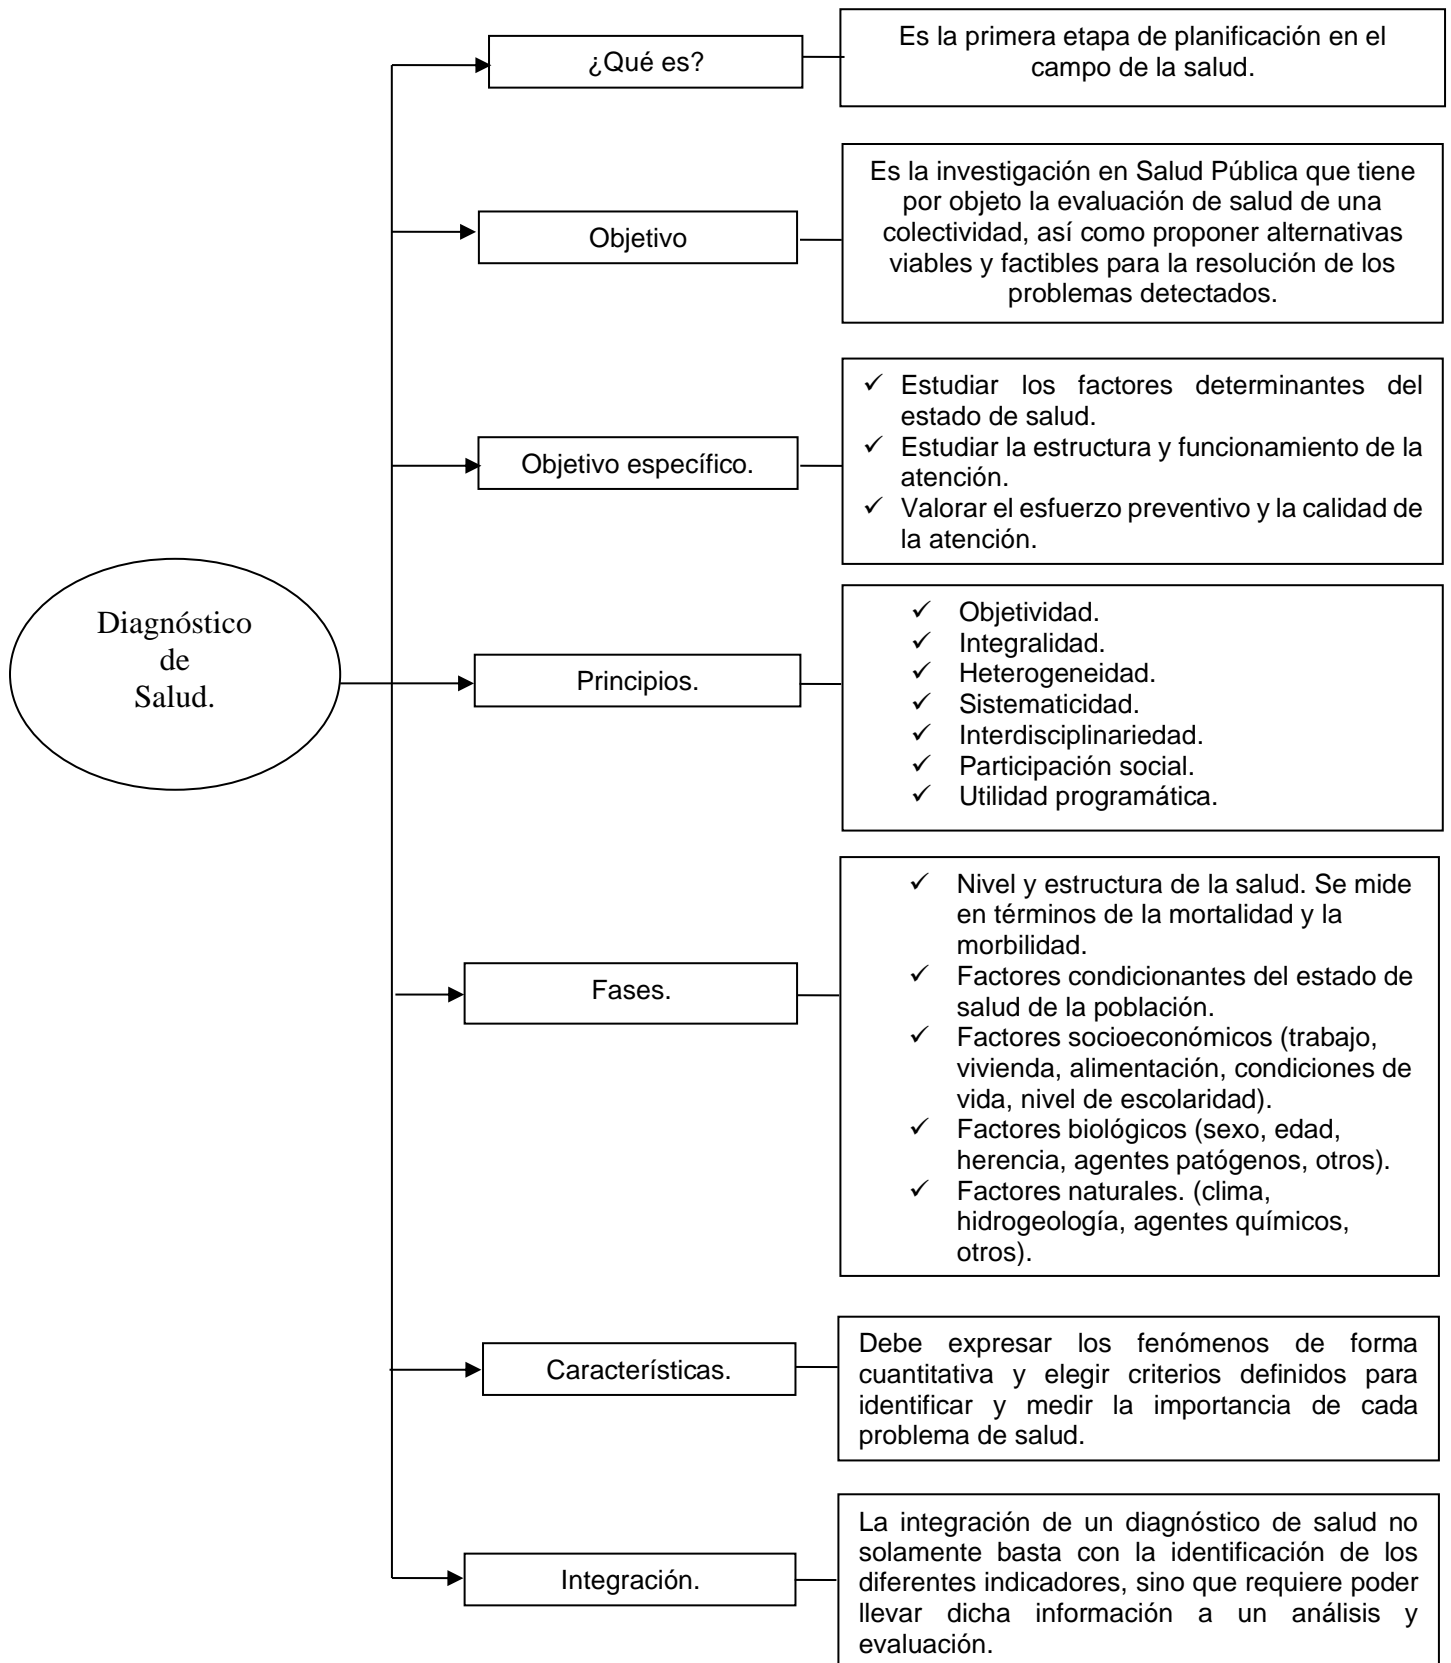 ¿Qué es?
Es la primera etapa de planificación en el
campo de la salud.
Objetivo
Es la investigación en Salud Pública que tiene
por objeto la evaluación de salud de una
colectividad, así como proponer alternativas
viables y factibles para la resolución de los
problemas detectados.
Objetivo específico.
✓ Estudiar los factores determinantes del
estado de salud.
✓ Estudiar la estructura y funcionamiento de la
atención.
✓ Valorar el esfuerzo preventivo y la calidad de
la atención.
Diagnóstico
de
Salud.
Principios.
✓ Objetividad.
✓ Integralidad.
✓ Heterogeneidad.
✓ Sistematicidad.
✓ Interdisciplinariedad.
✓ Participación social.
✓ Utilidad programática.
Fases.
✓ Nivel y estructura de la salud. Se mide
en términos de la mortalidad y la
morbilidad.
✓ Factores condicionantes del estado de
salud de la población.
✓ Factores socioeconómicos (trabajo,
vivienda, alimentación, condiciones de
vida, nivel de escolaridad).
✓ Factores biológicos (sexo, edad,
herencia, agentes patógenos, otros).
✓ Factores naturales. (clima,
hidrogeología, agentes químicos,
otros).
Característicias.
Debe expresar los fenómenos de forma
cuantitativa y elegir criterios definidos para
identificar y medir la importancia de cada
problema de salud.
Integración.
La integración de un diagnóstico de salud no
solamente basta con la identificación de los
diferentes indicadores, sino que requiere poder
llevar dicha información a un análisis y
evaluación.